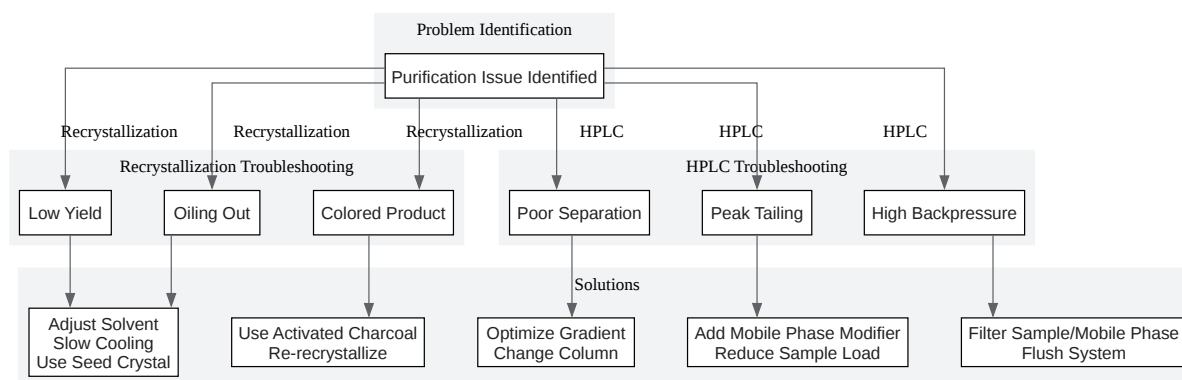 Problem Identification
Purification Issue Identified
Recrystallization
Recrystallization
Recrystallization
HPLC
HPLC
HPLC
Recrystallization Troubleshooting
HPLC Troubleshooting
Low Yield
Oiling Out
Colored Product
Poor Separation
Peak Tailing
High Backpressure
Solutions
Adjust Solvent
Slow Cooling
Use Seed Crystal
Use Activated Charcoal
Re-recrystallize
Optimize Gradient
Change Column
Add Mobile Phase Modifier
Reduce Sample Load
Filter Sample/Mobile Phase
Flush System